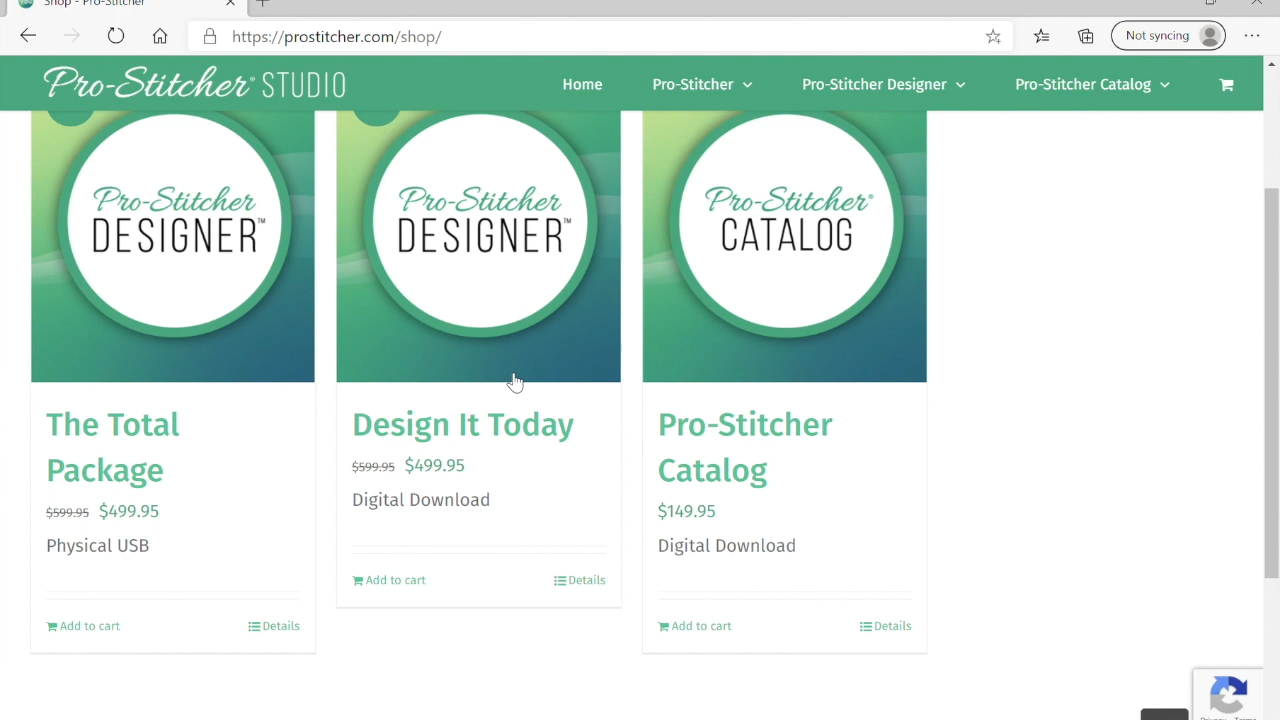 Shop - Pro-Stitcher
https://prostitcher.com/shop/
Not syncing
Pro-Stitcher® STUDIO
Home
Pro-Stitcher
Pro-Stitcher Designer
Pro-Stitcher Catalog
Pro-Stitcher
DESIGNER™
Pro-Stitcher
DESIGNER™
Pro-Stitcher®
CATALOG
The Total
Package
$599.95 $499.95
Physical USB
Add to cart
Details
Design It Today
$599.95 $499.95
Digital Download
Add to cart
Details
Pro-Stitcher
Catalog
$149.95
Digital Download
Add to cart
Details